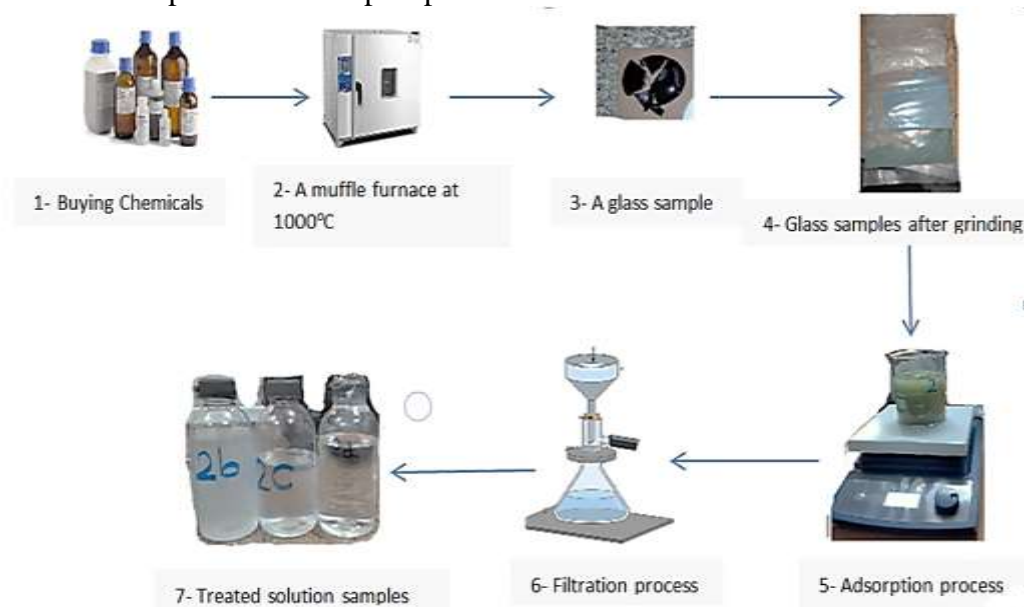 1- Buying Chemicals
2- A muffle furnace at
1000℃
3- A glass sample
4- Glass samples after grinding
2
5- Adsorption process
6- Filtration process
2b
2C
7- Treated solution samples